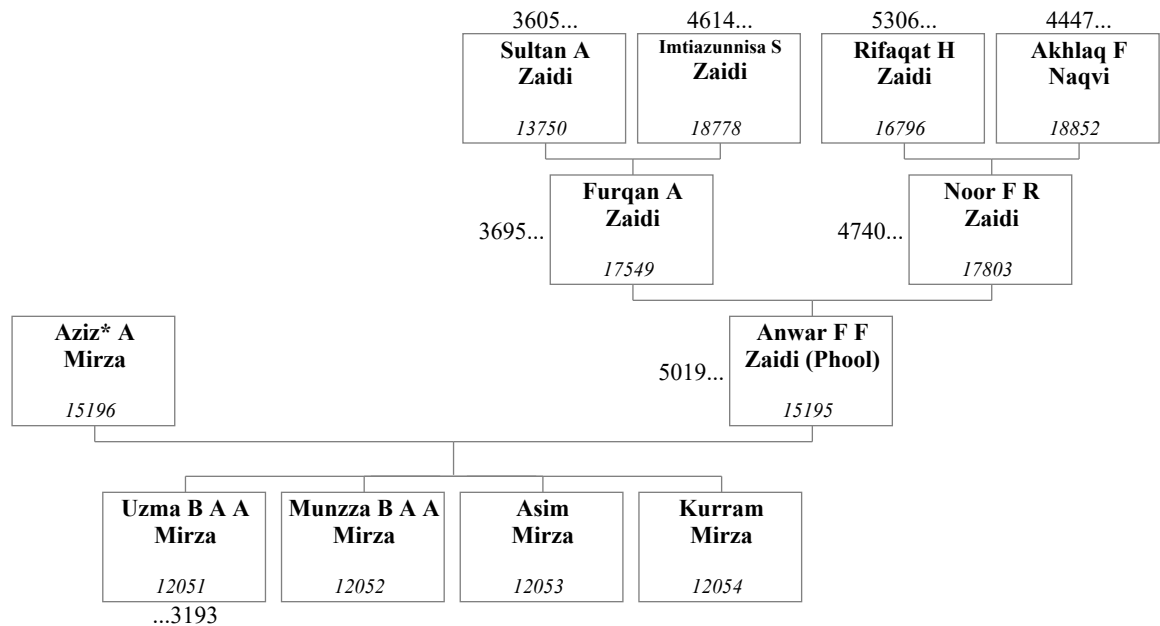 3605...
4614...
5306...
4447...
Sultan A
Zaidi
13750
Imtiazunnisa S
Zaidi
18778
Rifaqat H
Zaidi
16796
Akhlaq F
Naqvi
18852
3695...
Furqan A
Zaidi
17549
4740...
Noor F R
Zaidi
17803
Aziz* A
Mirza
15196
5019...
Anwar F F
Zaidi (Phool)
15195
Uzma B A A
Mirza
12051
...3193
Munzza B A A
Mirza
12052
Asim
Mirza
12053
Kurram
Mirza
12054